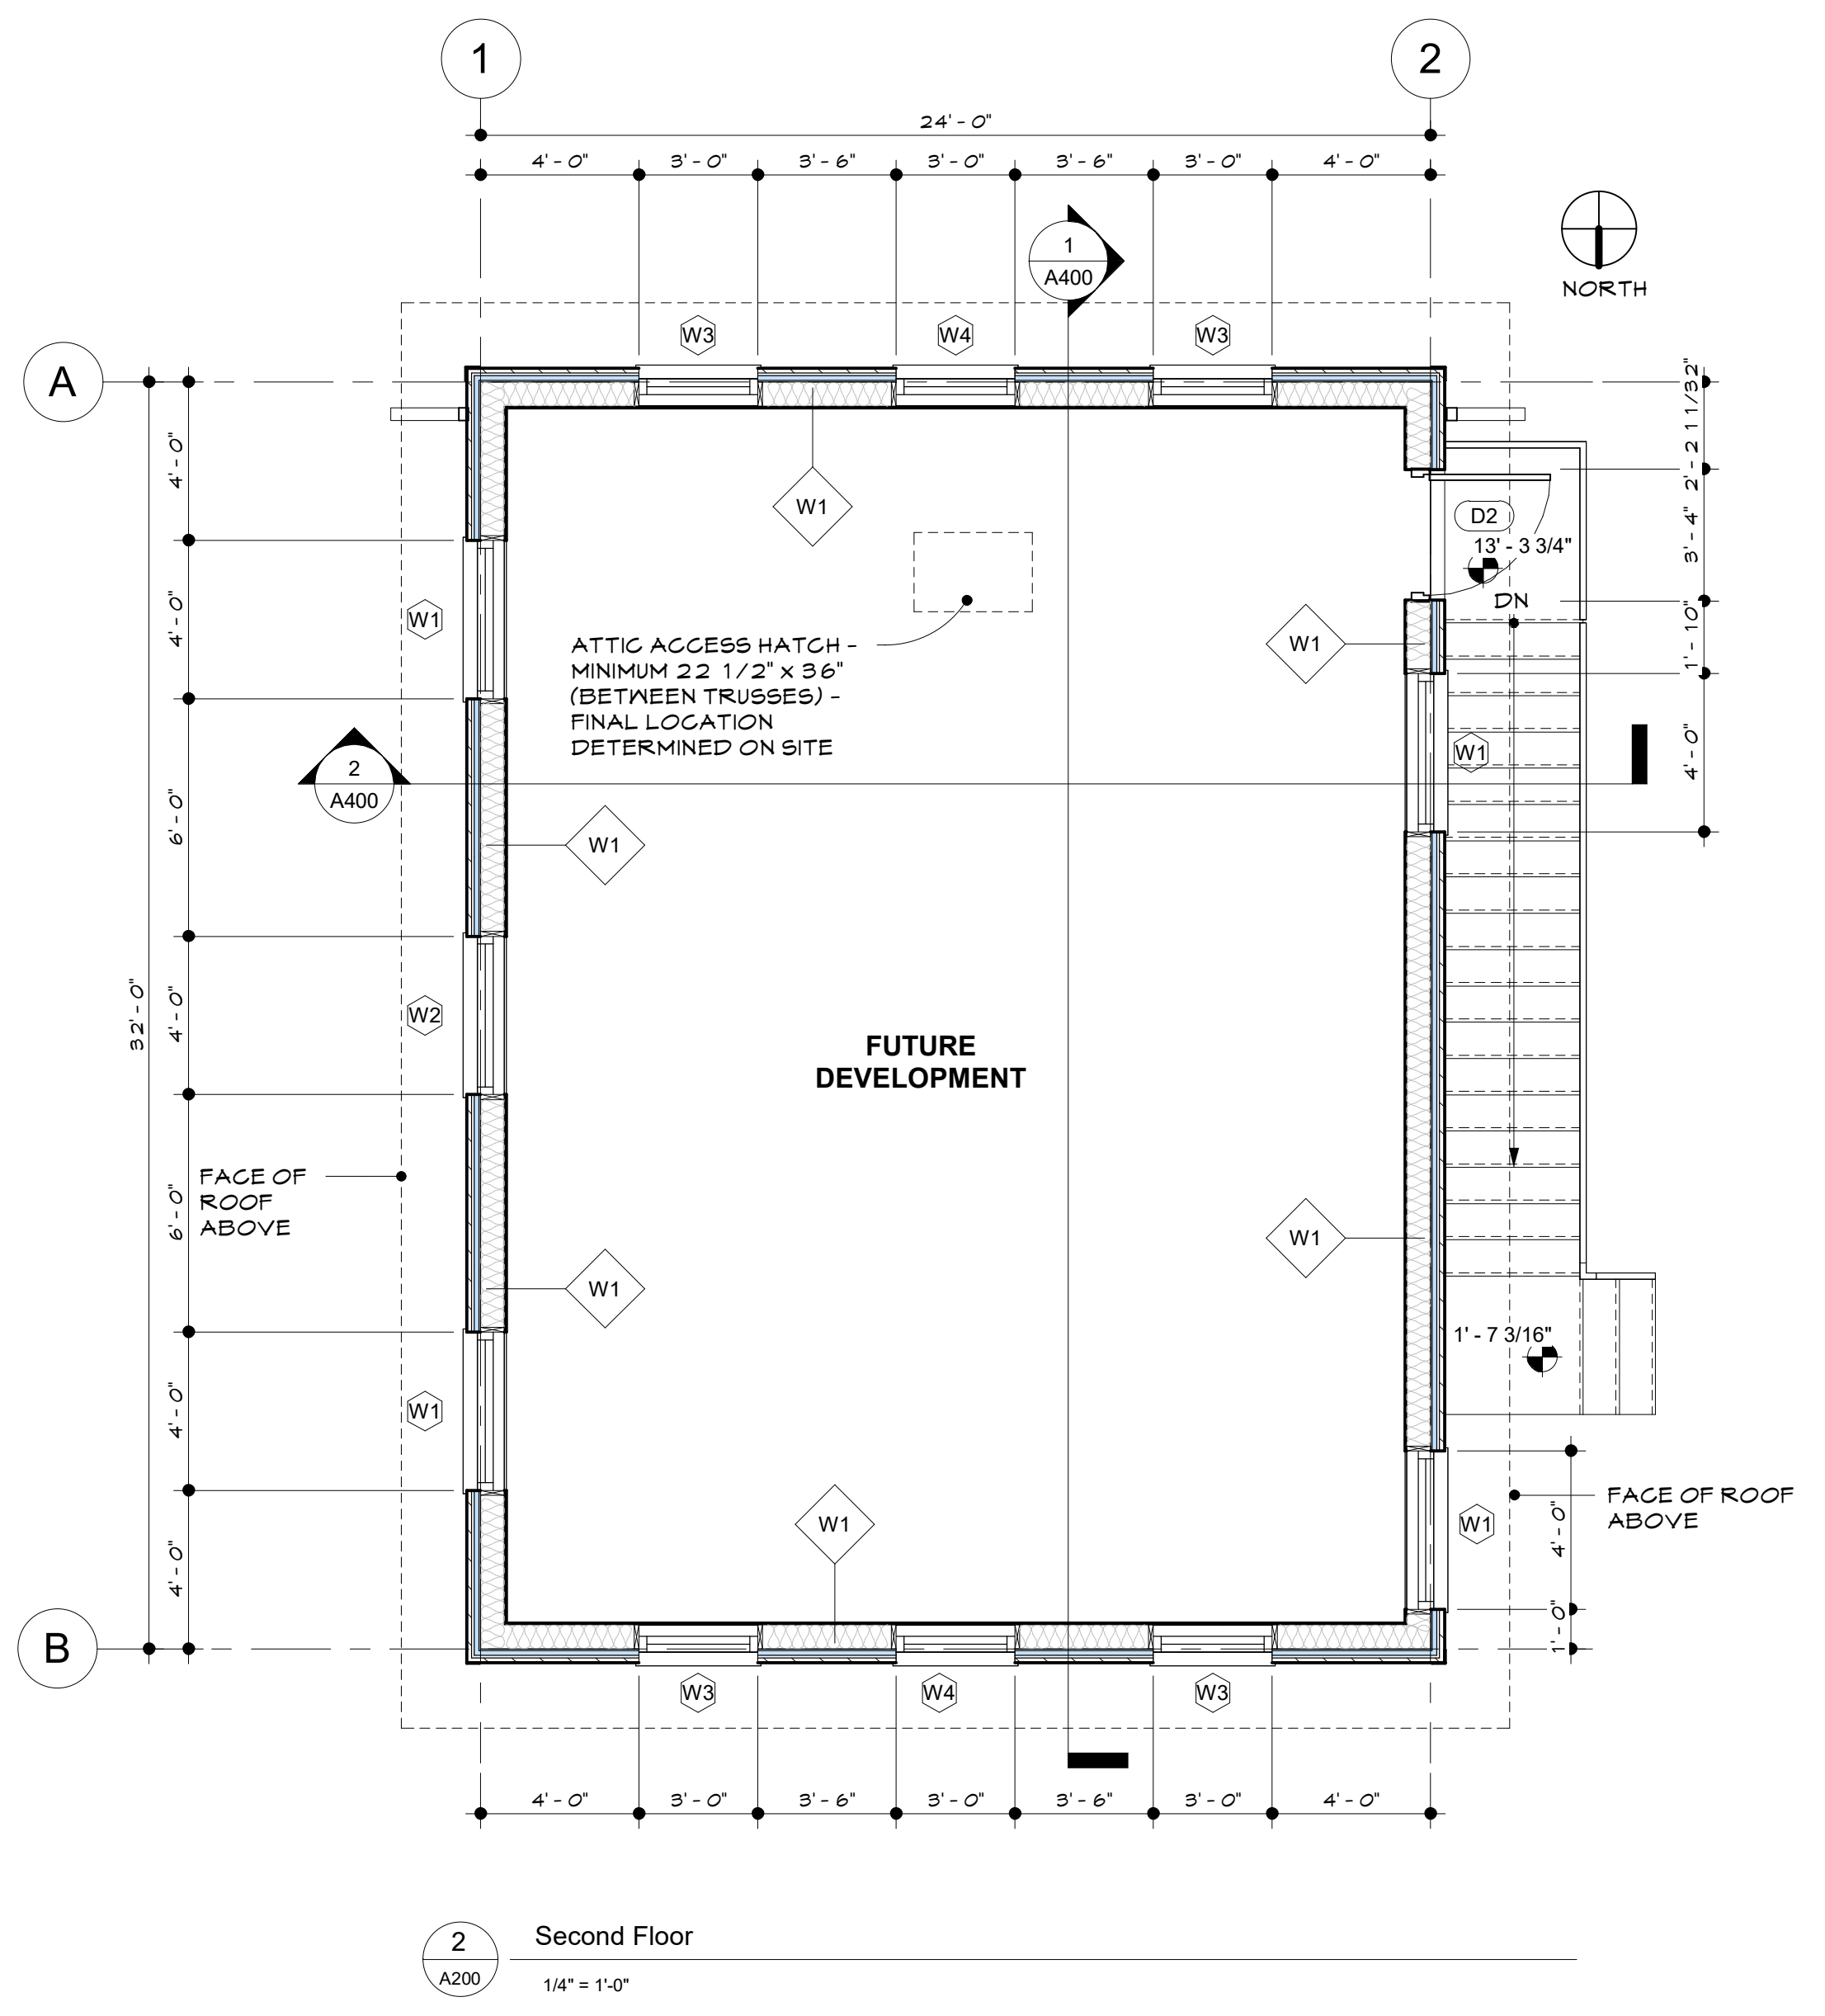 1
2
24' - 0"
4' - 0"
3' - 0"
3' - 6"
3' - 0"
3' - 6"
3' - 0"
4' - 0"
1
A400
NORTH
W3
W4
W3
A
4' - 0"
2' - 2 11/32"
W1
D2
3' - 4"
13' - 3 3/4"
DN
4' - 0"
W1
1' - 10"
ATTIC ACCESS HATCH -
MINIMUM 22 1/2" X 36"
(BETWEEN TRUSSES) -
FINAL LOCATION
DETERMINED ON SITE
W1
W1
4' - 0"
2
A400
6' - 0"
W1
32' - 0"
4' - 0"
W2
FUTURE
DEVELOPMENT
FACE OF
ROOF
ABOVE
6' - 0"
W1
W1
1' - 7 3/16"
4' - 0"
W1
FACE OF ROOF
ABOVE
W1
W1
4' - 0"
4' - 0"
1' - 0"
B
W3
W4
W3
4' - 0"
3' - 0"
3' - 6"
3' - 0"
3' - 6"
3' - 0"
4' - 0"
2
A200
Second Floor
1/4" = 1'-0"